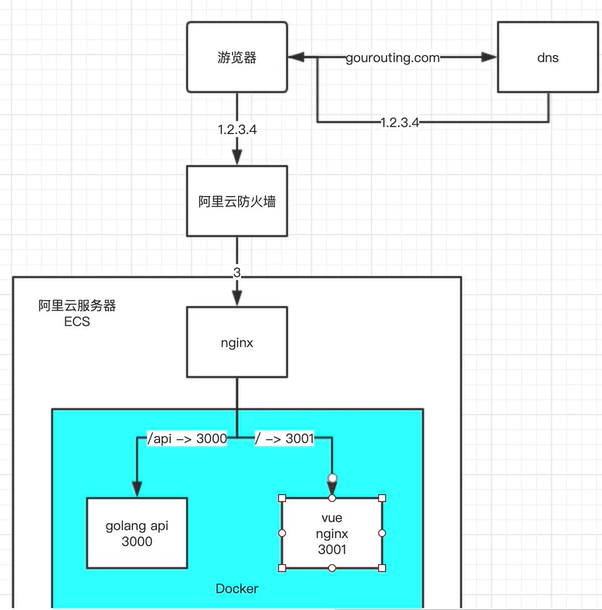 游览器
gourouting.com
dns
1.2.3.4
1.2.3.4
阿里云防火墙
3
阿里云服务器
ECS
nginx
/api -> 3000
/ -> 3001
golang api
3000
vue
nginx
3001
Docker